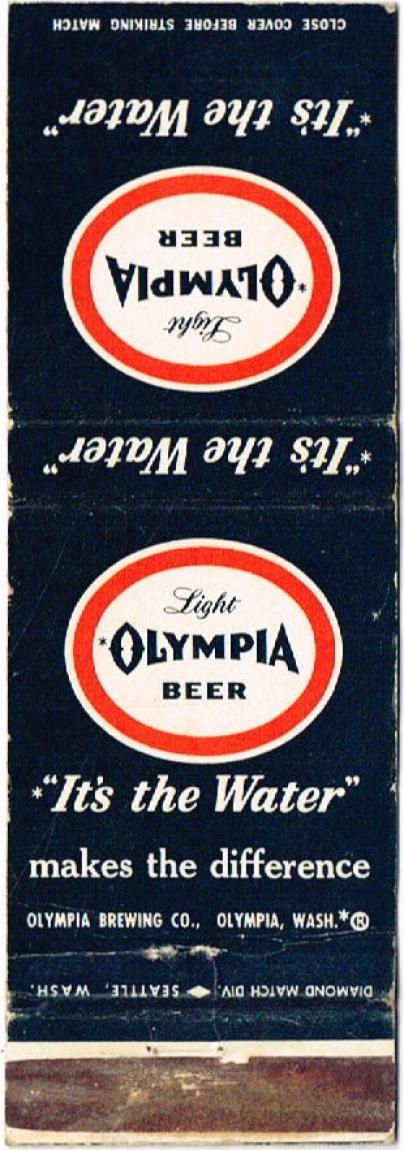 CLOSE COVER BEFORE STRIKING MATCH
*"It's the Water"
Light
*OLYMPIA
BEER
*"It's the Water"
Light
*OLYMPIA
BEER
*"It's the Water"
makes the difference
OLYMPIA BREWING CO., OLYMPIA, WASH.*®
DIAMOND MATCH DIV. ◆ SEATTLE, WASH.